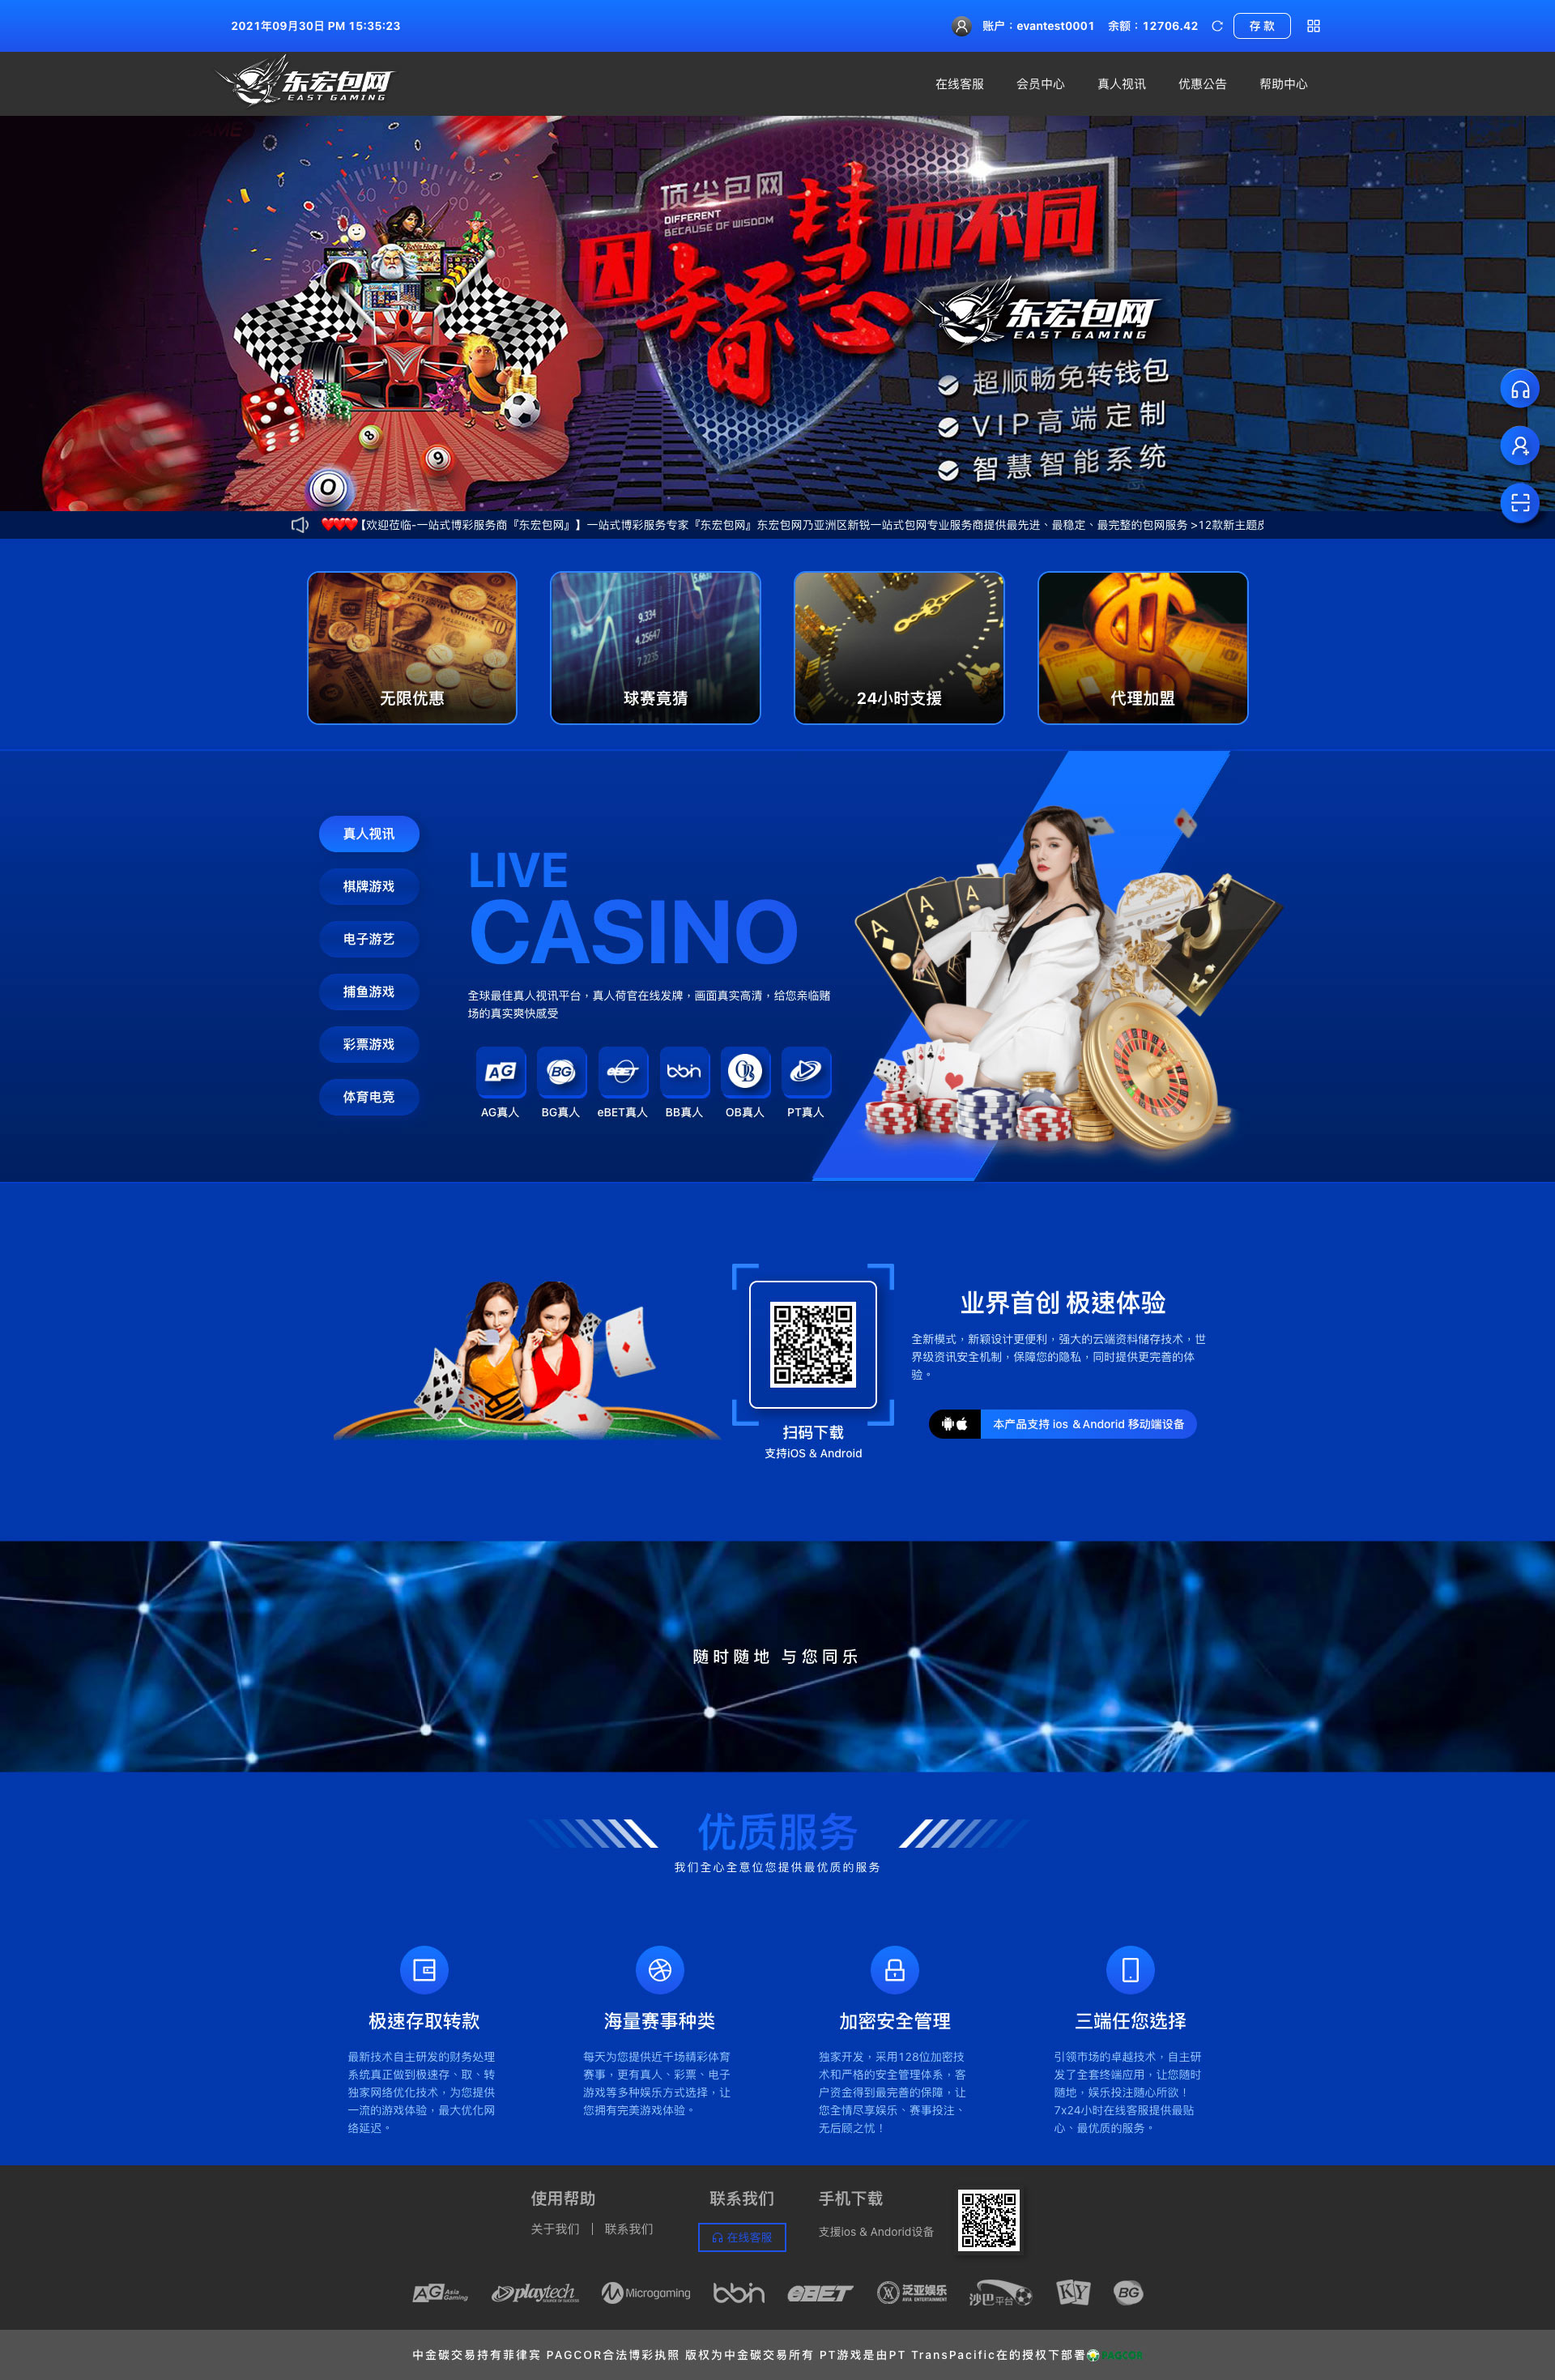 2021年09月30日 PM 15:35:23
账户：evantest0001 余额：12706.42 存 款
东宏包网
EAST GAMING
在线客服 会员中心 真人视讯 优惠公告 帮助中心
顶尖包网
DIFFERENT
BECAUSE OF WISDOM
因智慧而不同
东宏包网
EAST GAMING
超顺畅免转钱包
VIP高端定制
智慧智能系统
【欢迎莅临-一站式博彩服务商『东宏包网』】一站式博彩服务专家『东宏包网』东宏包网乃亚洲区新锐一站式包网专业服务商提供最先进、最稳定、最完整的包网服务 >12款新主题皮
无限优惠 球赛竟猜 24小时支援 代理加盟
真人视讯
棋牌游戏
电子游艺
捕鱼游戏
彩票游戏
体育电竞
LIVE
CASINO
全球最佳真人视讯平台，真人荷官在线发牌，画面真实高清，给您亲临赌
场的真实爽快感受
AG BG eBET bbin OB
AG真人 BG真人 eBET真人 BB真人 OB真人 PT真人
扫码下载
支持iOS & Android
业界首创 极速体验
全新模式，新颖设计更便利，强大的云端资料储存技术，世
界级资讯安全机制，保障您的隐私，同时提供更完善的体
验。
本产品支持 ios &Andorid 移动端设备
随时随地 与您同乐
优质服务
我们全心全意位您提供最优质的服务
极速存取转款
最新技术自主研发的财务处理
系统真正做到极速存、取、转
独家网络优化技术，为您提供
一流的游戏体验，最大优化网
络延迟。
海量赛事种类
每天为您提供近千场精彩体育
赛事，更有真人、彩票、电子
游戏等多种娱乐方式选择，让
您拥有完美游戏体验。
加密安全管理
独家开发，采用128位加密技
术和严格的安全管理体系，客
户资金得到最完善的保障，让
您全情尽享娱乐、赛事投注、
无后顾之忧！
三端任您选择
引领市场的卓越技术，自主研
发了全套终端应用，让您随时
随地，娱乐投注随心所欲！
7x24小时在线客服提供最贴
心、最优质的服务。
使用帮助
关于我们 | 联系我们
联系我们
在线客服
手机下载
支援ios & Andorid设备
AG Asia Gaming playtech Microgaming bbin eBET 泛亚娱乐 AVIA ENTERTAINMENT 沙巴平台 KY BG
中金碳交易持有菲律宾 PAGCOR合法博彩执照 版权为中金碳交易所有 PT游戏是由PT TransPacific在的授权下部署 PAGCOR